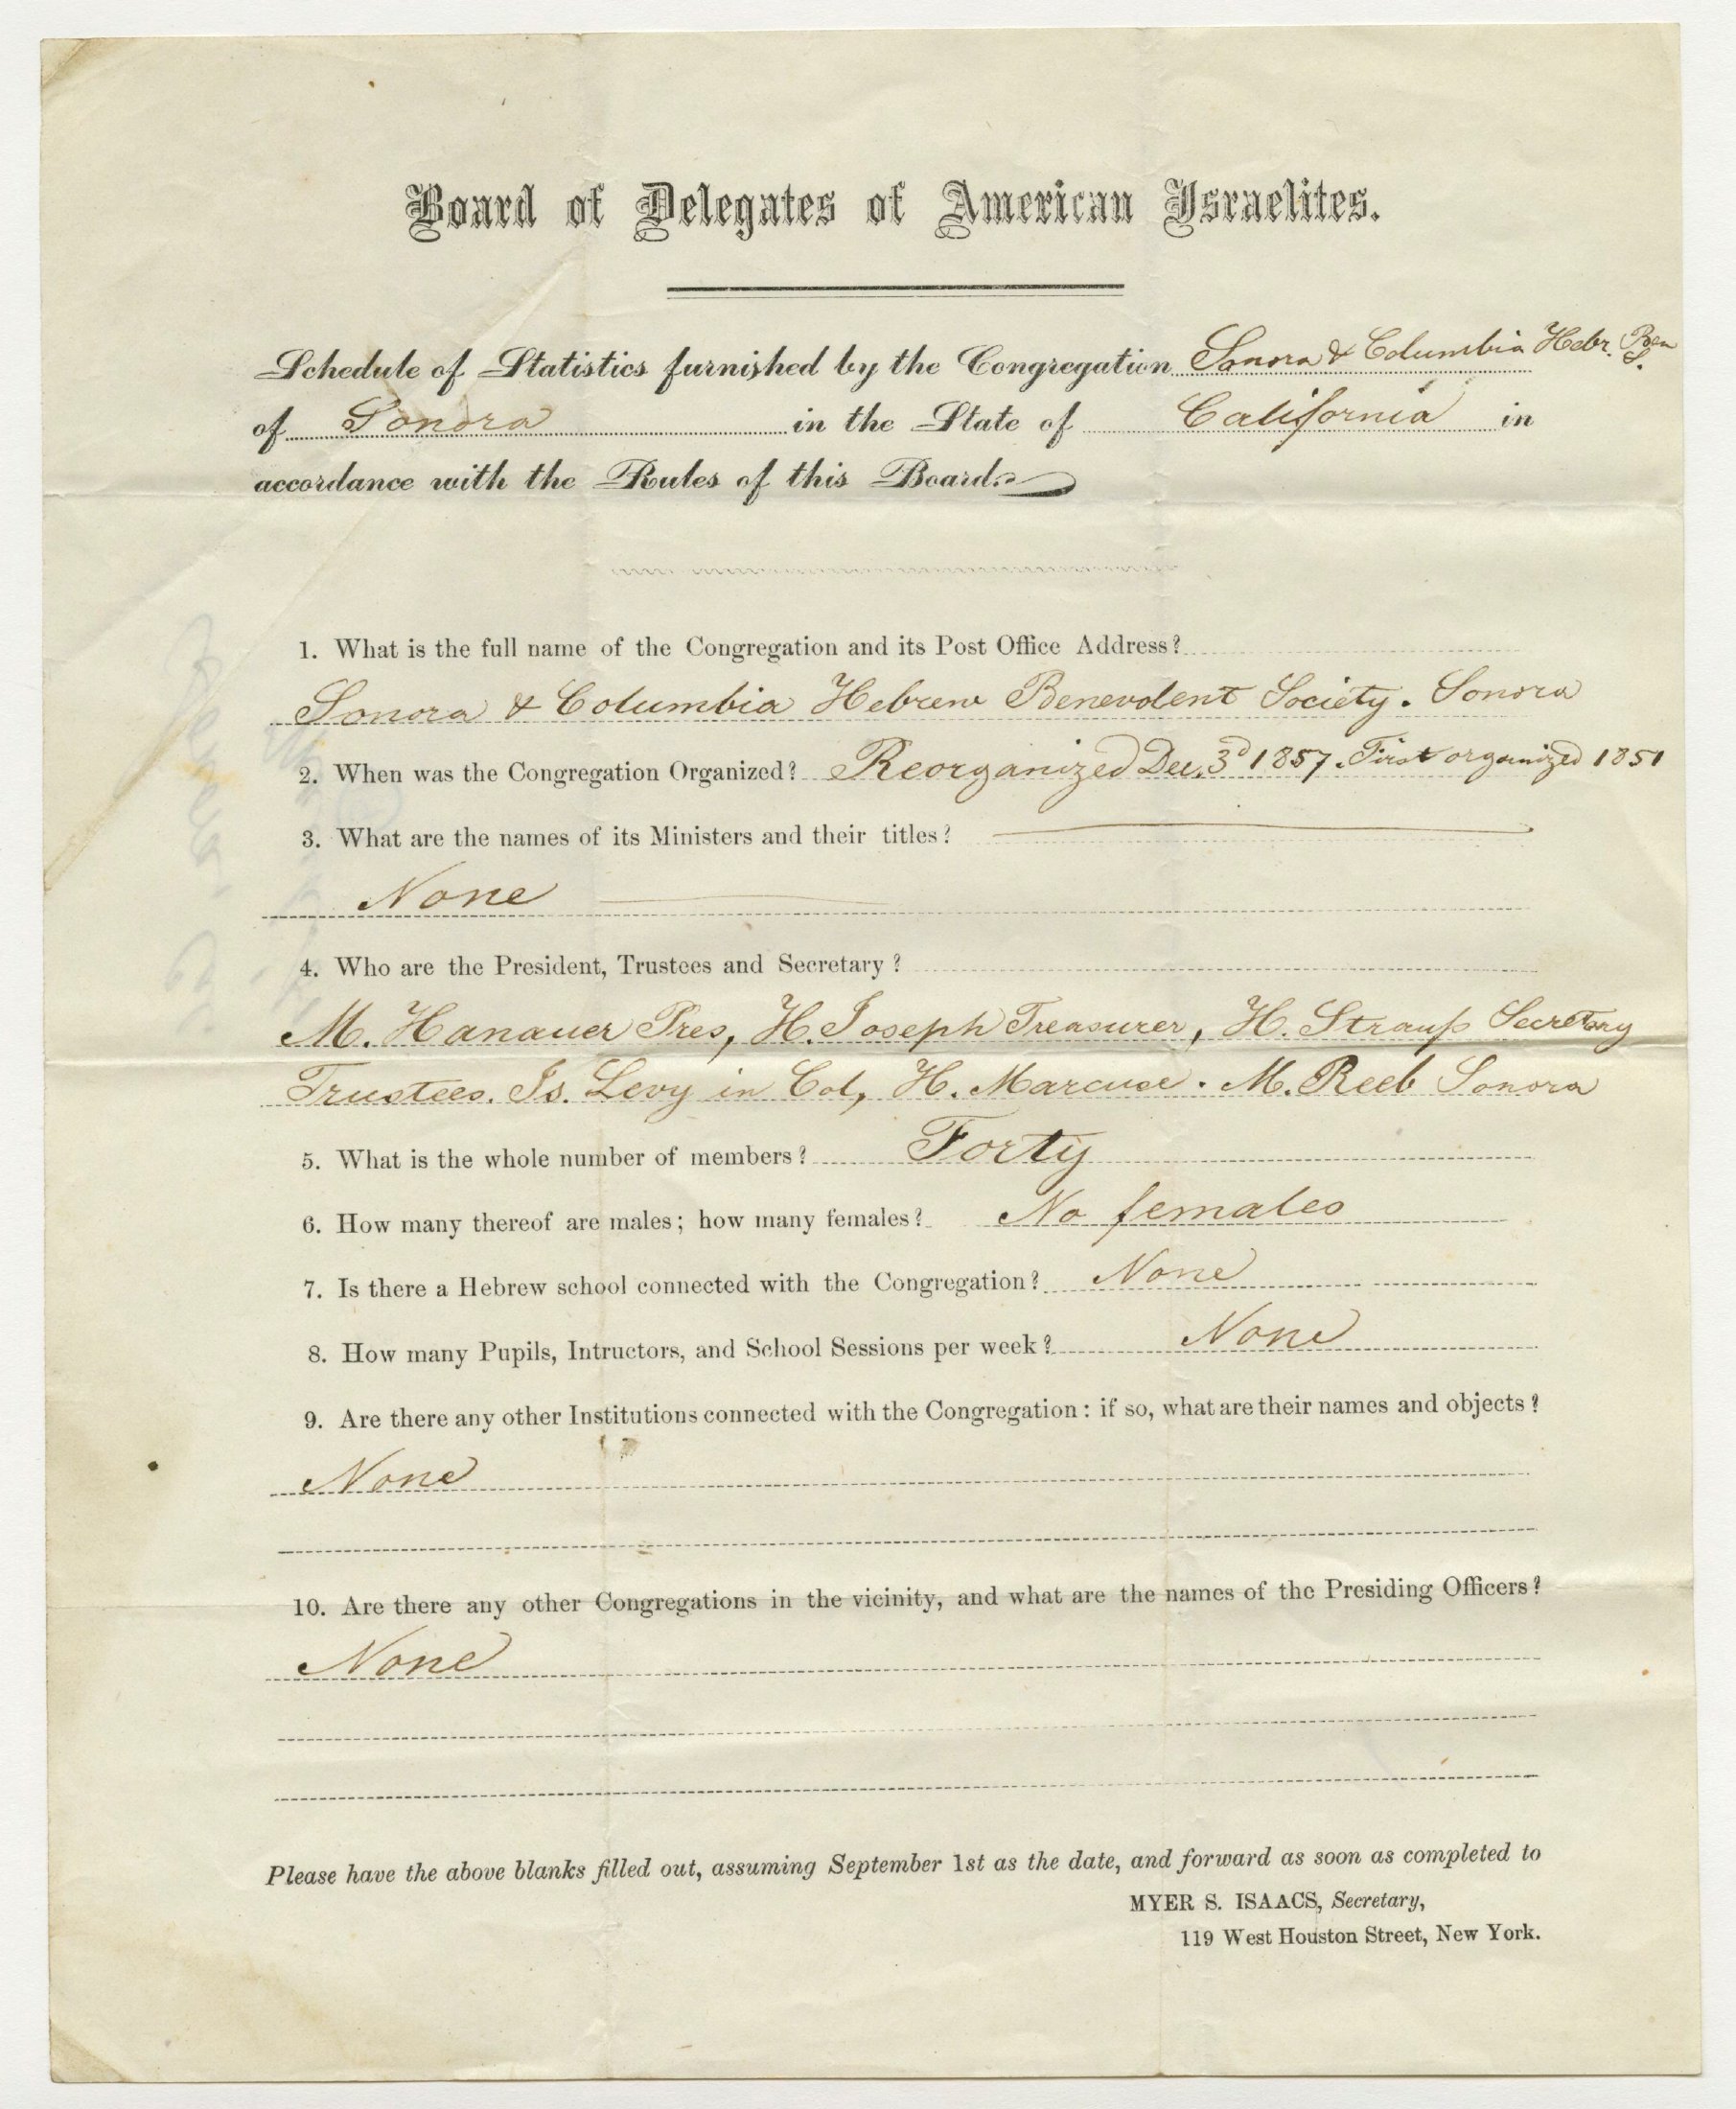 Board of Delegates of American Israelites.
Schedule of Statistics furnished by the Congregation Sonora & Columbia Hebr. Ben S.
of Sonora in the State of California in
accordance with the Rules of this Board.
1. What is the full name of the Congregation and its Post Office Address?
Sonora & Columbia Hebrew Benevolent Society. Sonora
2. When was the Congregation Organized? Reorganized Dec. 3d 1857. First organized 1851
3. What are the names of its Ministers and their titles?
None
4. Who are the President, Trustees and Secretary?
M. Hanauer Pres, H. Joseph Treasurer, H. Strauß Secretary
Trustees. Is. Levy in Col, H. Marcuse. M. Reeb Sonora
5. What is the whole number of members? Forty
6. How many thereof are males; how many females? No females
7. Is there a Hebrew school connected with the Congregation? None
8. How many Pupils, Intructors, and School Sessions per week? None
9. Are there any other Institutions connected with the Congregation: if so, what are their names and objects?
None
10. Are there any other Congregations in the vicinity, and what are the names of the Presiding Officers?
None
Please have the above blanks filled out, assuming September 1st as the date, and forward as soon as completed to
MYER S. ISAACS, Secretary,
119 West Houston Street, New York.